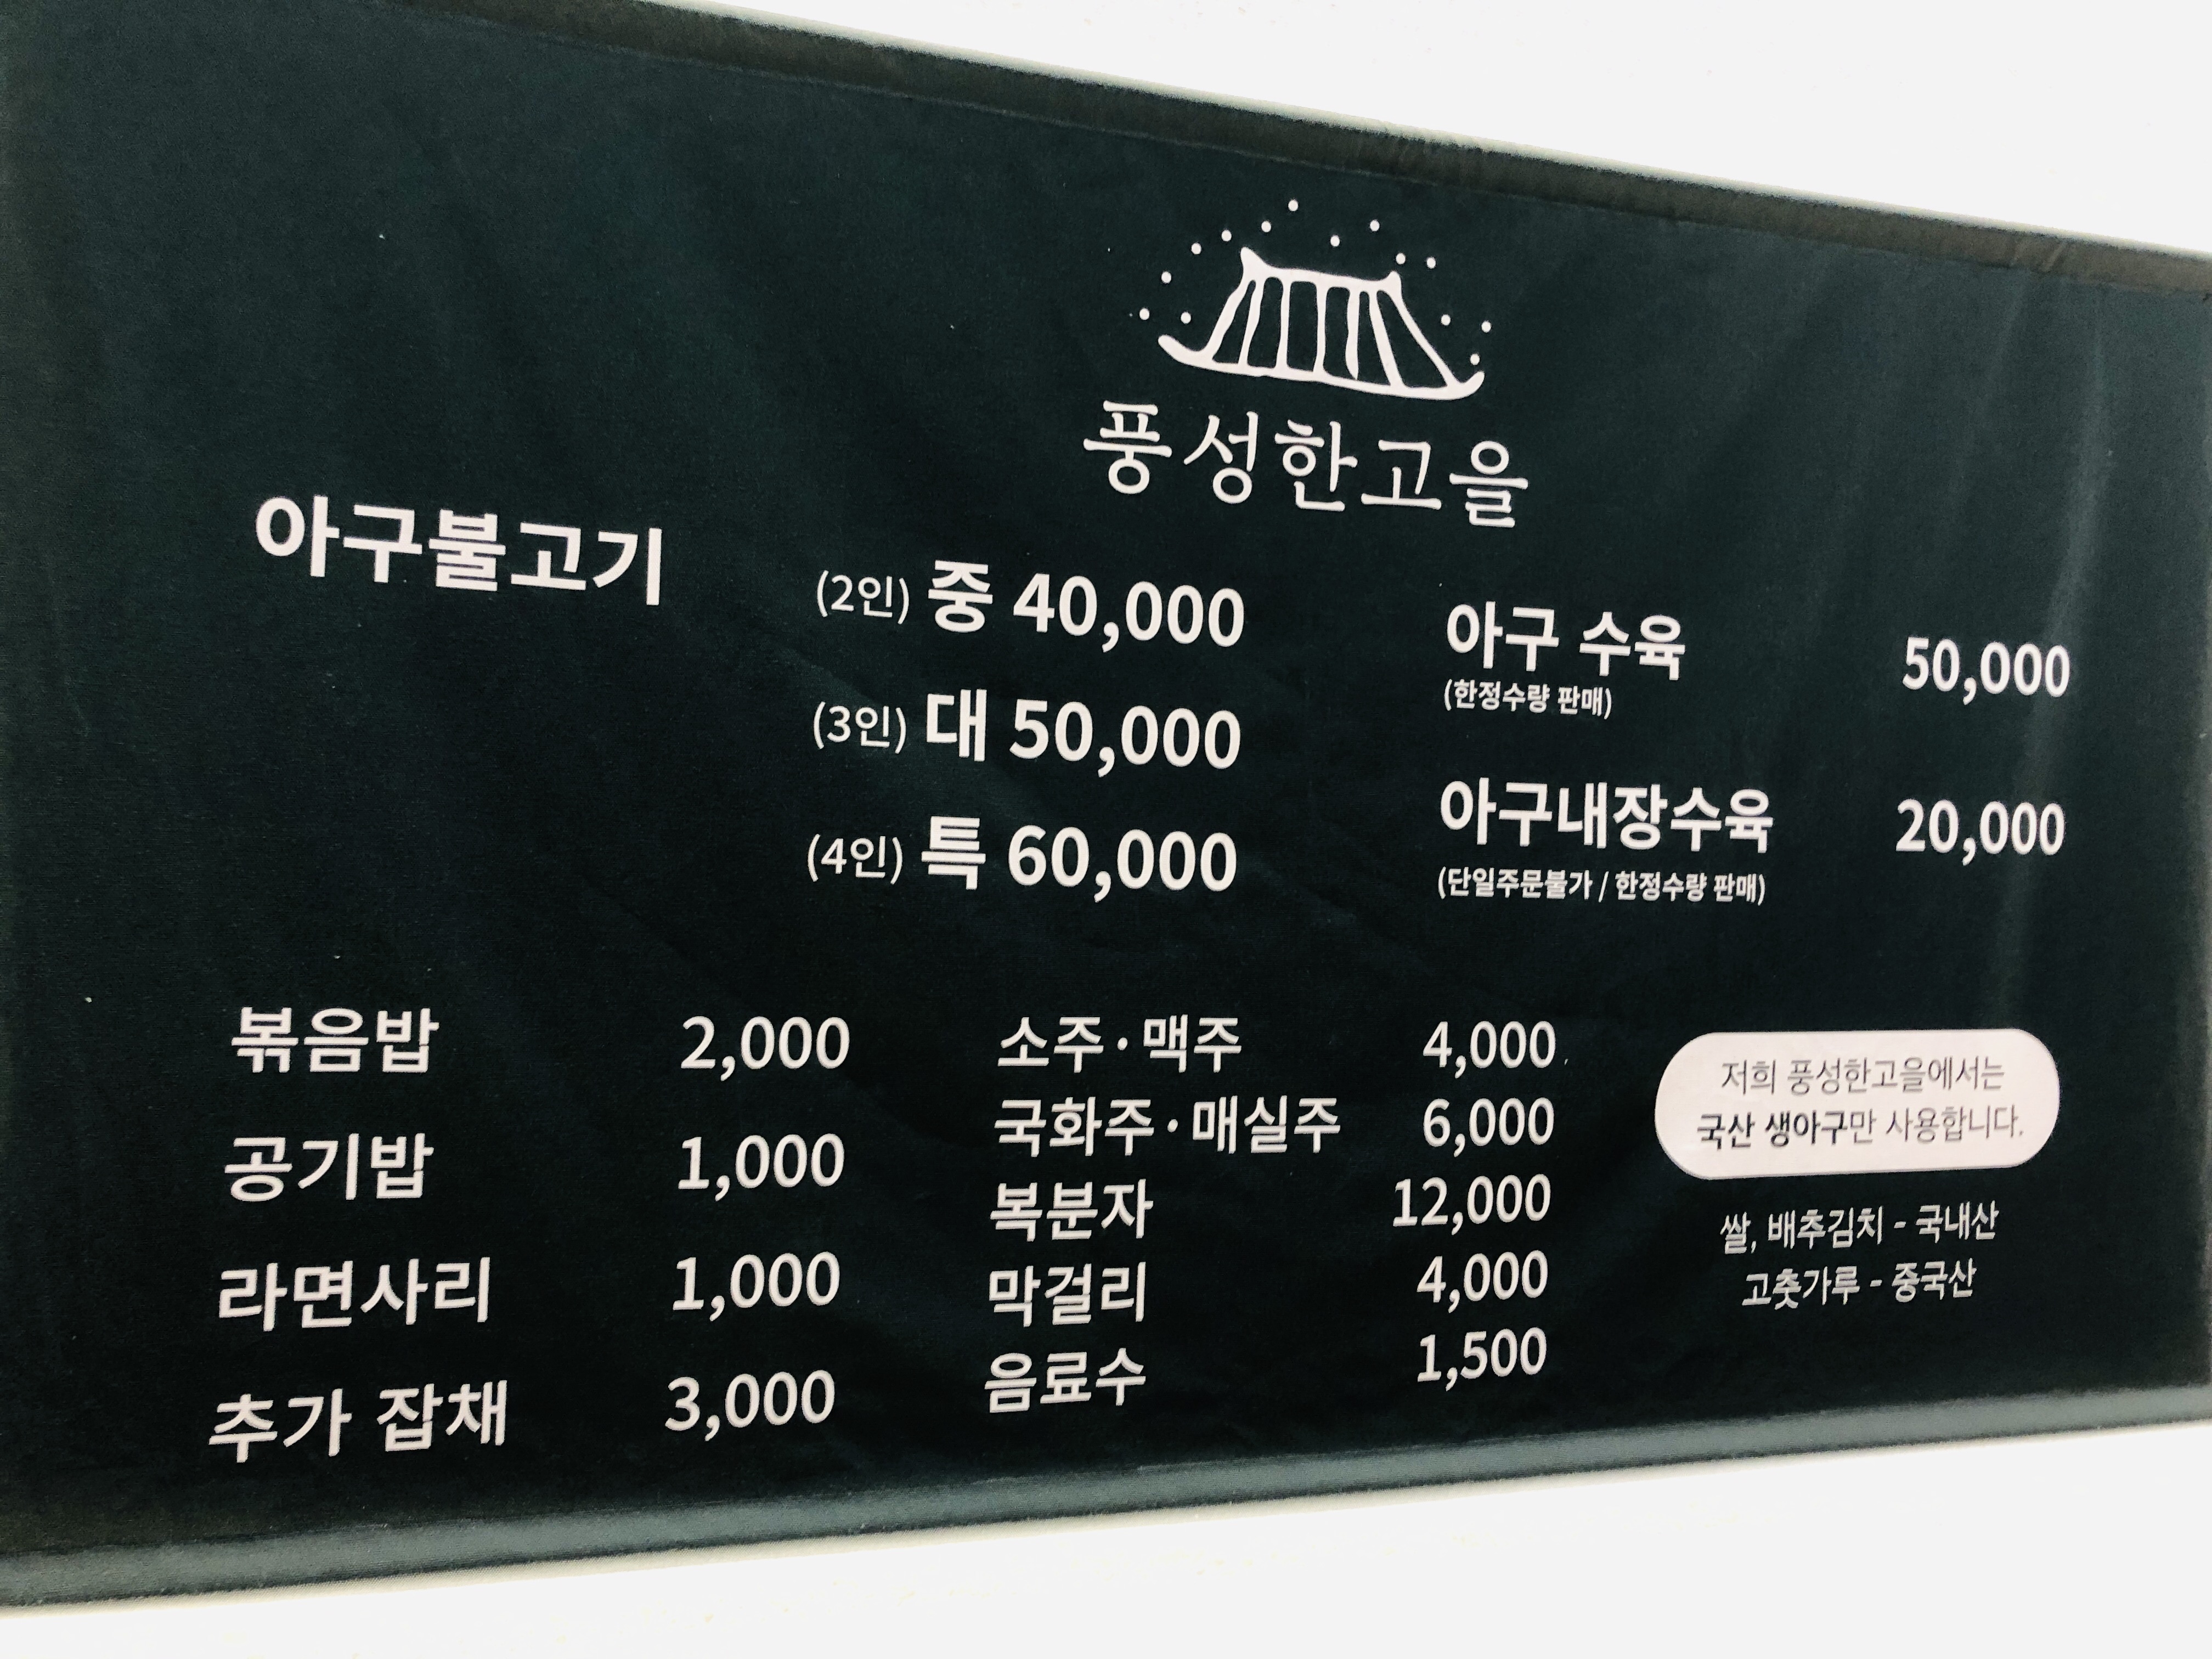 풍성한고을
아구불고기
(2인) 중 40,000
(3인) 대 50,000
(4인) 특 60,000
아구 수육 50,000
(한정수량 판매)
아구내장수육 20,000
(단일주문불가 / 한정수량 판매)
볶음밥 2,000
공기밥 1,000
라면사리 1,000
추가 잡채 3,000
소주·맥주 4,000
국화주·매실주 6,000
복분자 12,000
막걸리 4,000
음료수 1,500
저희 풍성한고을에서는
국산 생아구만 사용합니다.
쌀, 배추김치 - 국내산
고춧가루 - 중국산